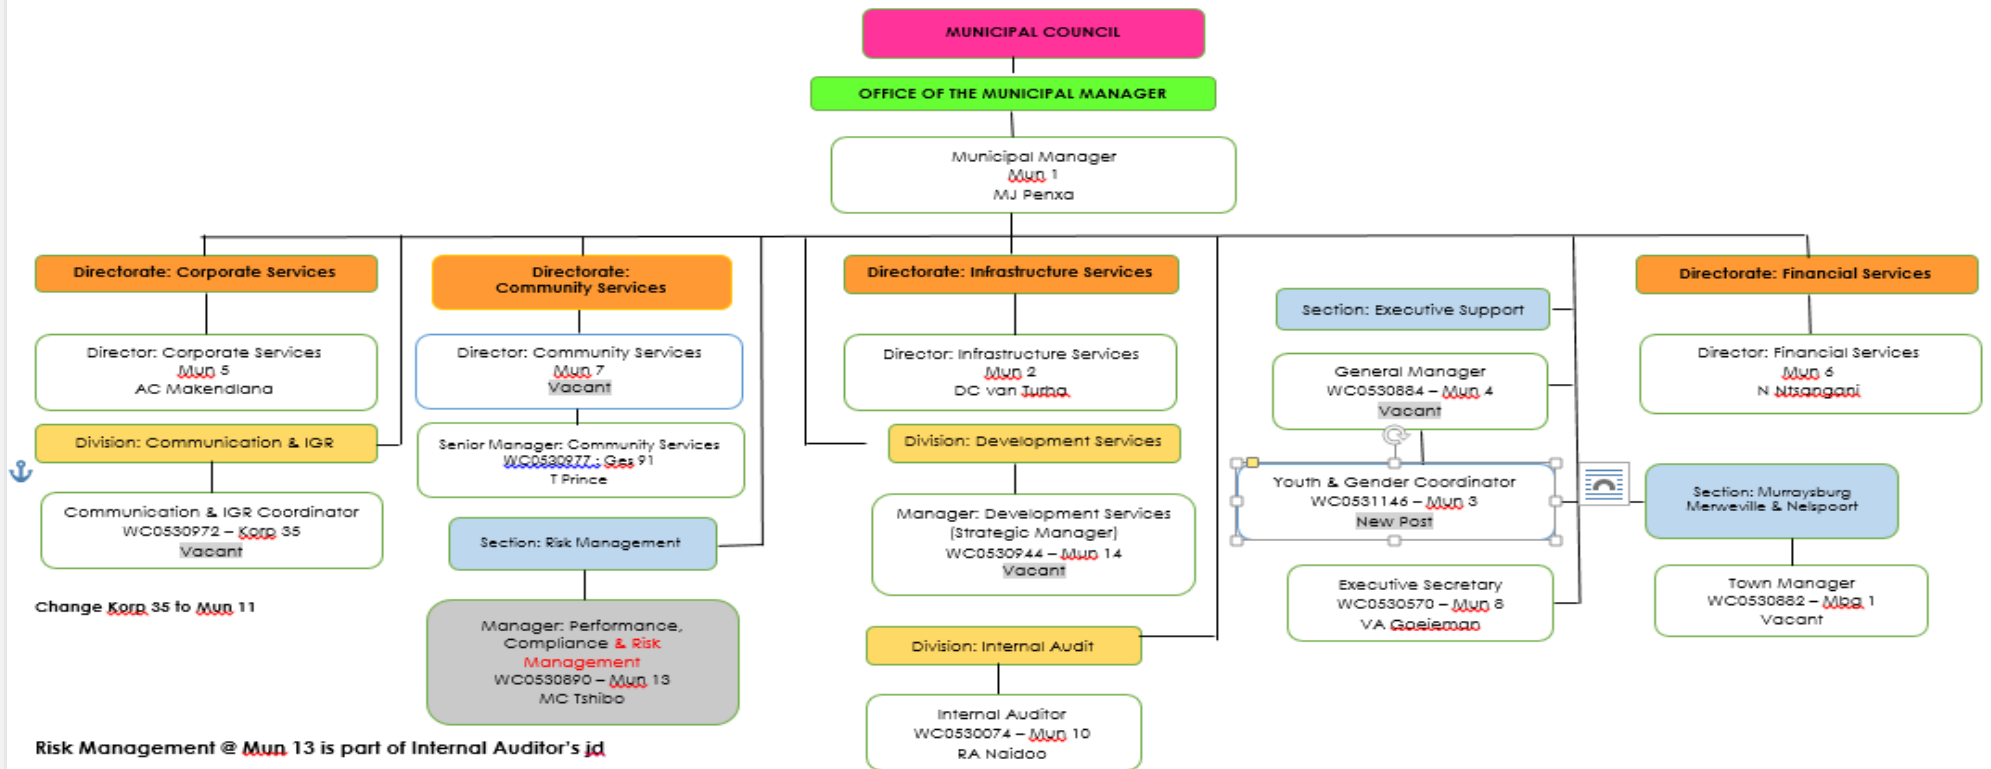 MUNICIPAL COUNCIL
OFFICE OF THE MUNICIPAL MANAGER
Municipal Manager
Mun 1
MJ Penxa
Directorate: Corporate Services
Director: Corporate Services
Mun 5
AC Makendlana
Division: Communication & IGR
Communication & IGR Coordinator
WC0530972 – Korp 35
Vacant
Change Korp 35 to Mun 11
Directorate:
Community Services
Director: Community Services
Mun 7
Vacant
Senior Manager: Community Services
WC0530977 : Ges 91
T Prince
Section: Risk Management
Manager: Performance,
Compliance & Risk
Management
WC0530890 – Mun 13
MC Tshibo
Risk Management @ Mun 13 is part of Internal Auditor's jd
Directorate: Infrastructure Services
Director: Infrastructure Services
Mun 2
DC van Turha
Division: Development Services
Manager: Development Services
(Strategic Manager)
WC0530944 – Mun 14
Vacant
Division: Internal Audit
Internal Auditor
WC0530074 – Mun 10
RA Naidoo
Section: Executive Support
General Manager
WC0530884 – Mun 4
Vacant
Youth & Gender Coordinator
WC0531146 – Mun 3
New Post
Executive Secretary
WC0530570 – Mun 8
VA Goeieman
Directorate: Financial Services
Director: Financial Services
Mun 6
N Ntsangani
Section: Murraysburg
Merweville & Nelspoort
Town Manager
WC0530882 – Mbg 1
Vacant